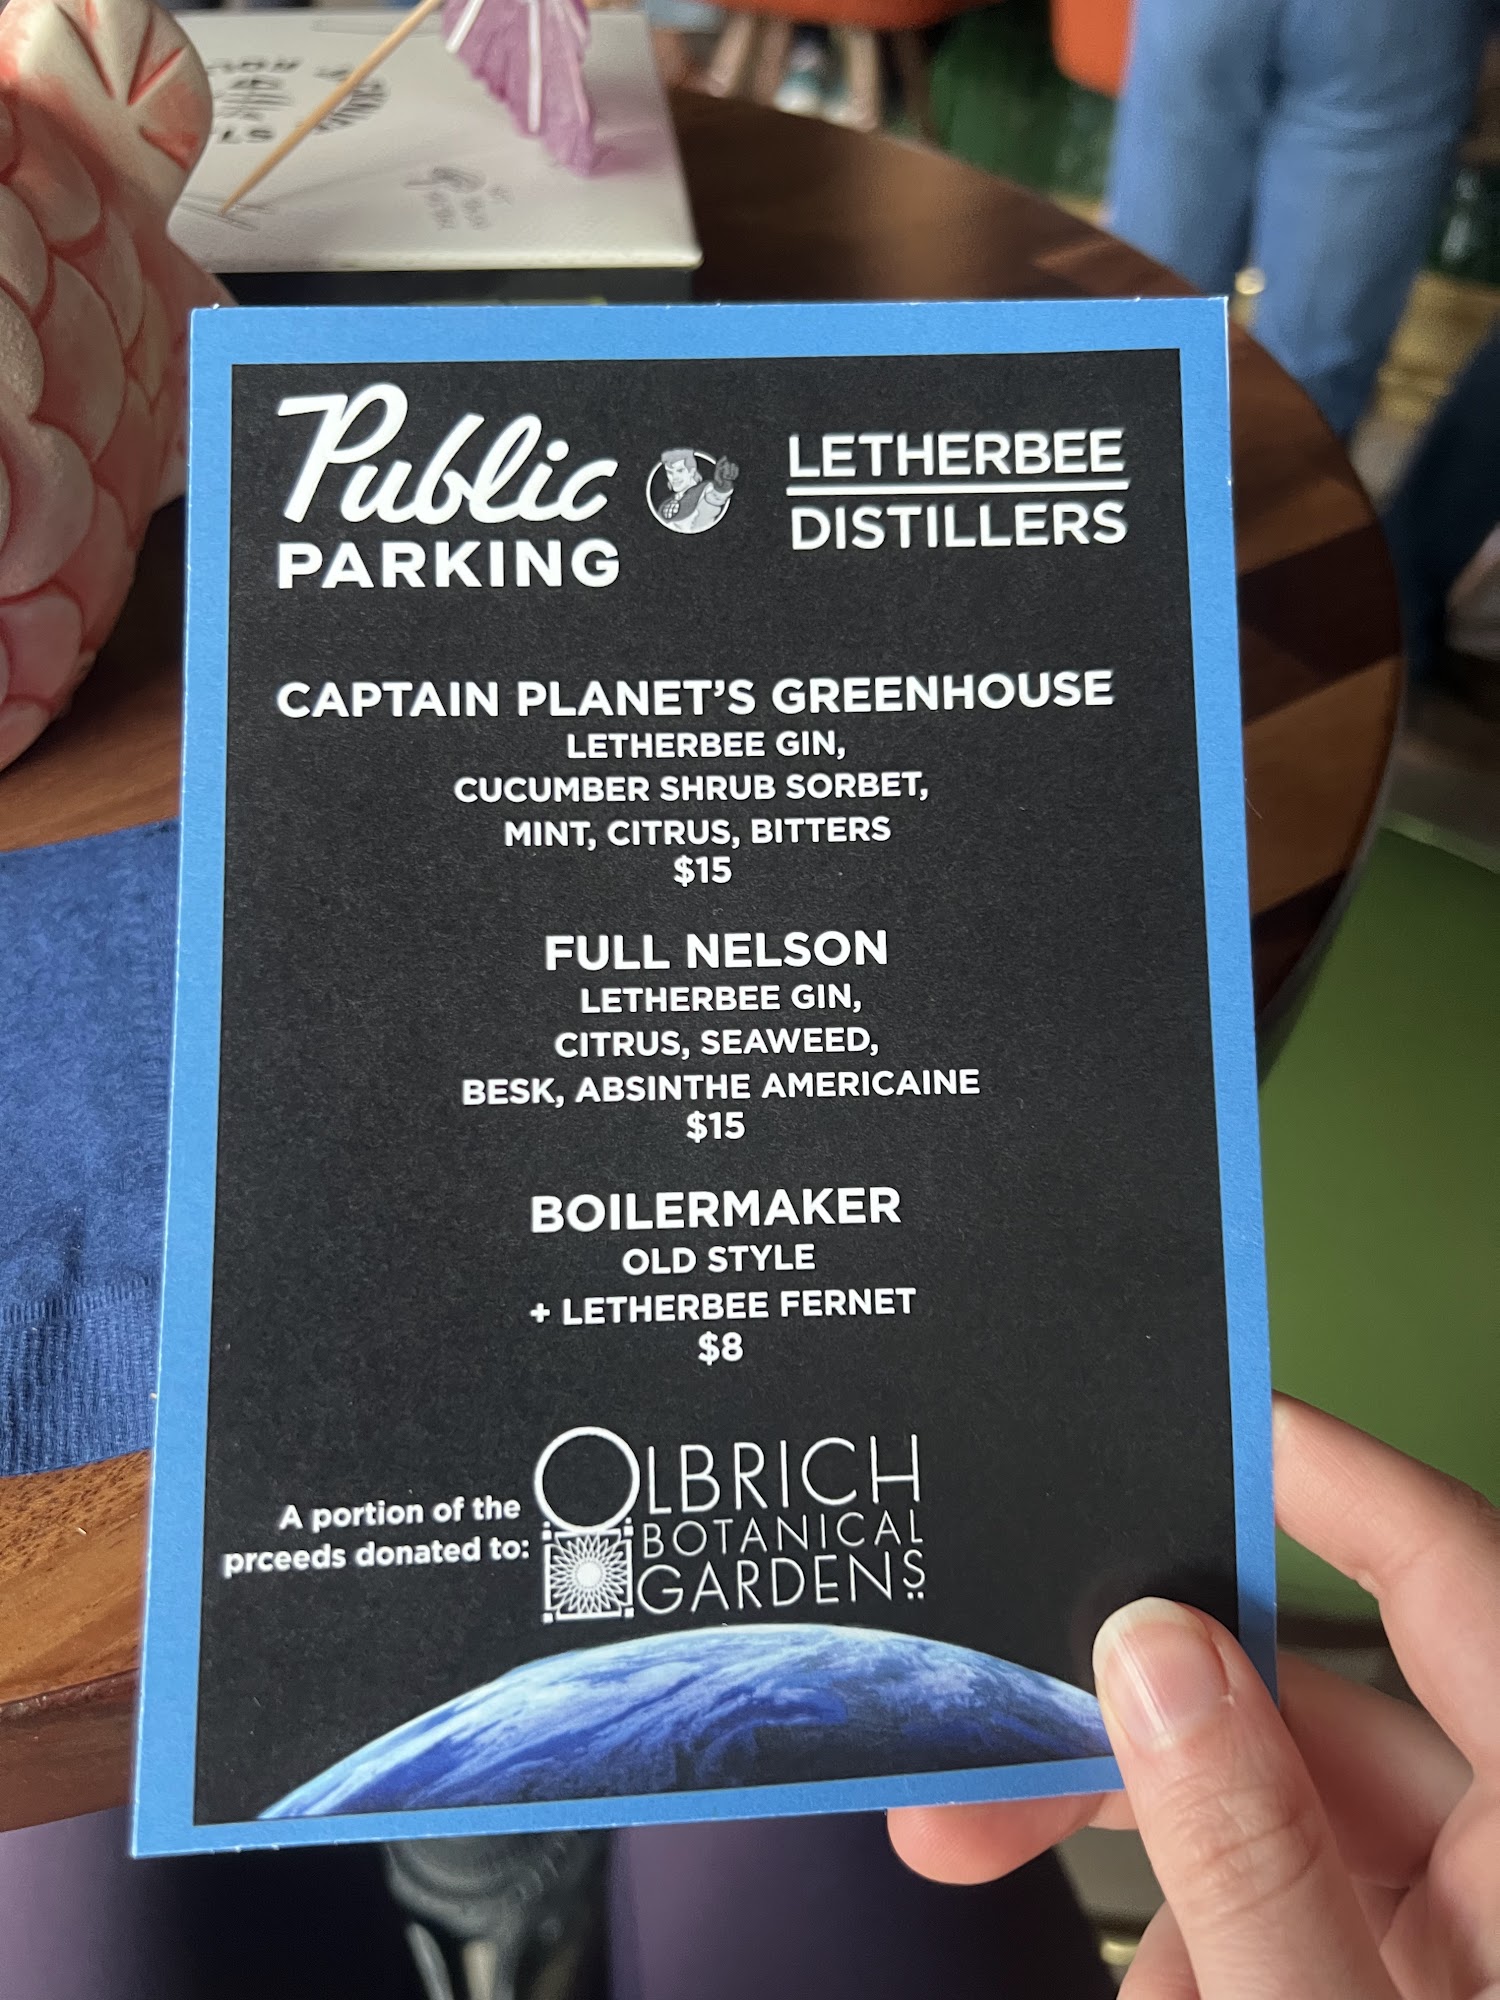 Public
PARKING
LETHERBEE
DISTILLERS
CAPTAIN PLANET'S GREENHOUSE
LETHERBEE GIN,
CUCUMBER SHRUB SORBET,
MINT, CITRUS, BITTERS
$15
FULL NELSON
LETHERBEE GIN,
CITRUS, SEAWEED,
BESK, ABSINTHE AMERICAINE
$15
BOILERMAKER
OLD STYLE
+ LETHERBEE FERNET
$8
A portion of the
prceeds donated to:
OLBRICH
BOTANICAL
GARDENS